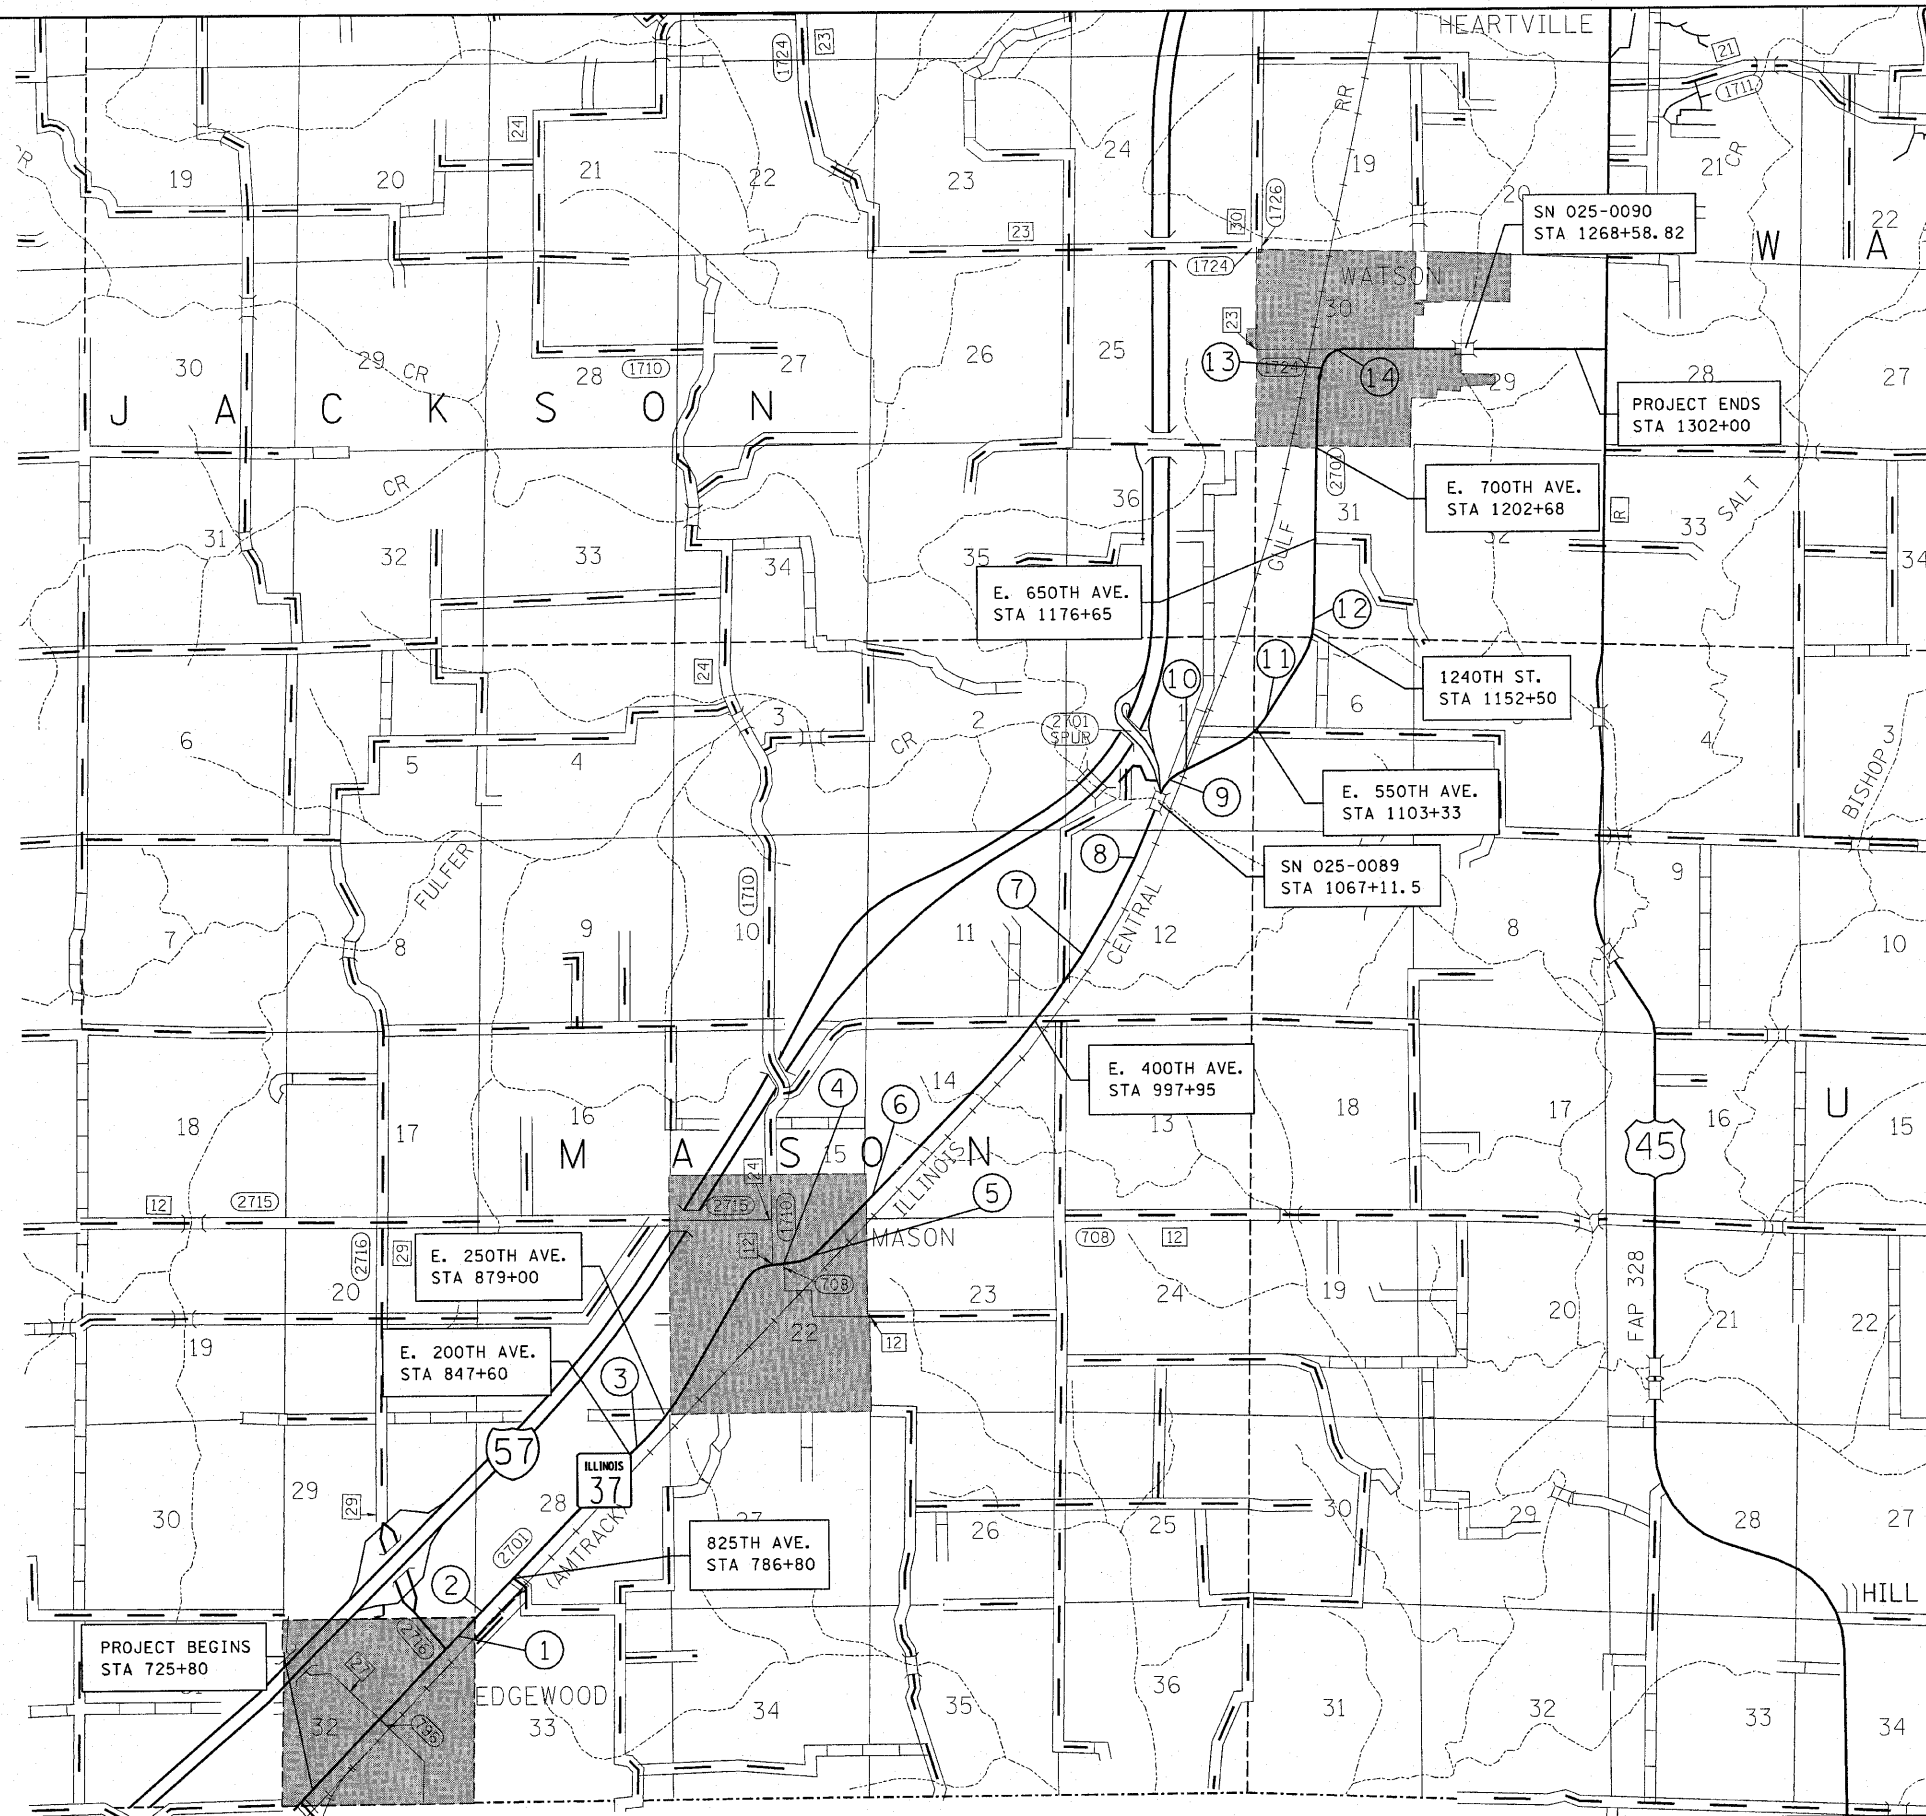 HEARTVILLE
23
1724
21
1711
RR
CR
24
24
19
20
21
22
23
19
20
21
CR
22
1726
30
23
SN 025-0090
STA 1268+58.82
W A
1724
WATSON
30
23
13
1724
14
29
30
29
CR
28
1710
27
26
25
28
27
J A C K S O N
PROJECT ENDS
STA 1302+00
2701
E. 700TH AVE.
STA 1202+68
CR
36
31
R
33
SALT
31
32
33
34
35
GULF
32
34
E. 650TH AVE.
STA 1176+65
12
24
11
1240TH ST.
STA 1152+50
10
6
5
4
3
2
2701
SPUR
1
6
4
3
CR
BISHOP
9
E. 550TH AVE.
STA 1103+33
8
SN 025-0089
STA 1067+11.5
FULFER
1710
7
CENTRAL
9
7
8
9
10
11
12
8
10
E. 400TH AVE.
STA 997+95
4
6
14
18
17
16
15
13
18
17
16
15
U
M A S O N
ILLINOIS
45
5
24
12
2715
2715
1710
MASON
708
12
2716
29
E. 250TH AVE.
STA 879+00
12
708
20
23
24
19
20
21
22
FAP 328
19
22
12
E. 200TH AVE.
STA 847+60
3
57
ILLINOIS
37
29
30
29
28
27
26
25
30
29
28
27
2701
(AMTRACK)
825TH AVE.
STA 786+80
2
HILL
PROJECT BEGINS
STA 725+80
2716
1
27
EDGEWOOD
31
32
796
33
34
35
36
31
32
33
34